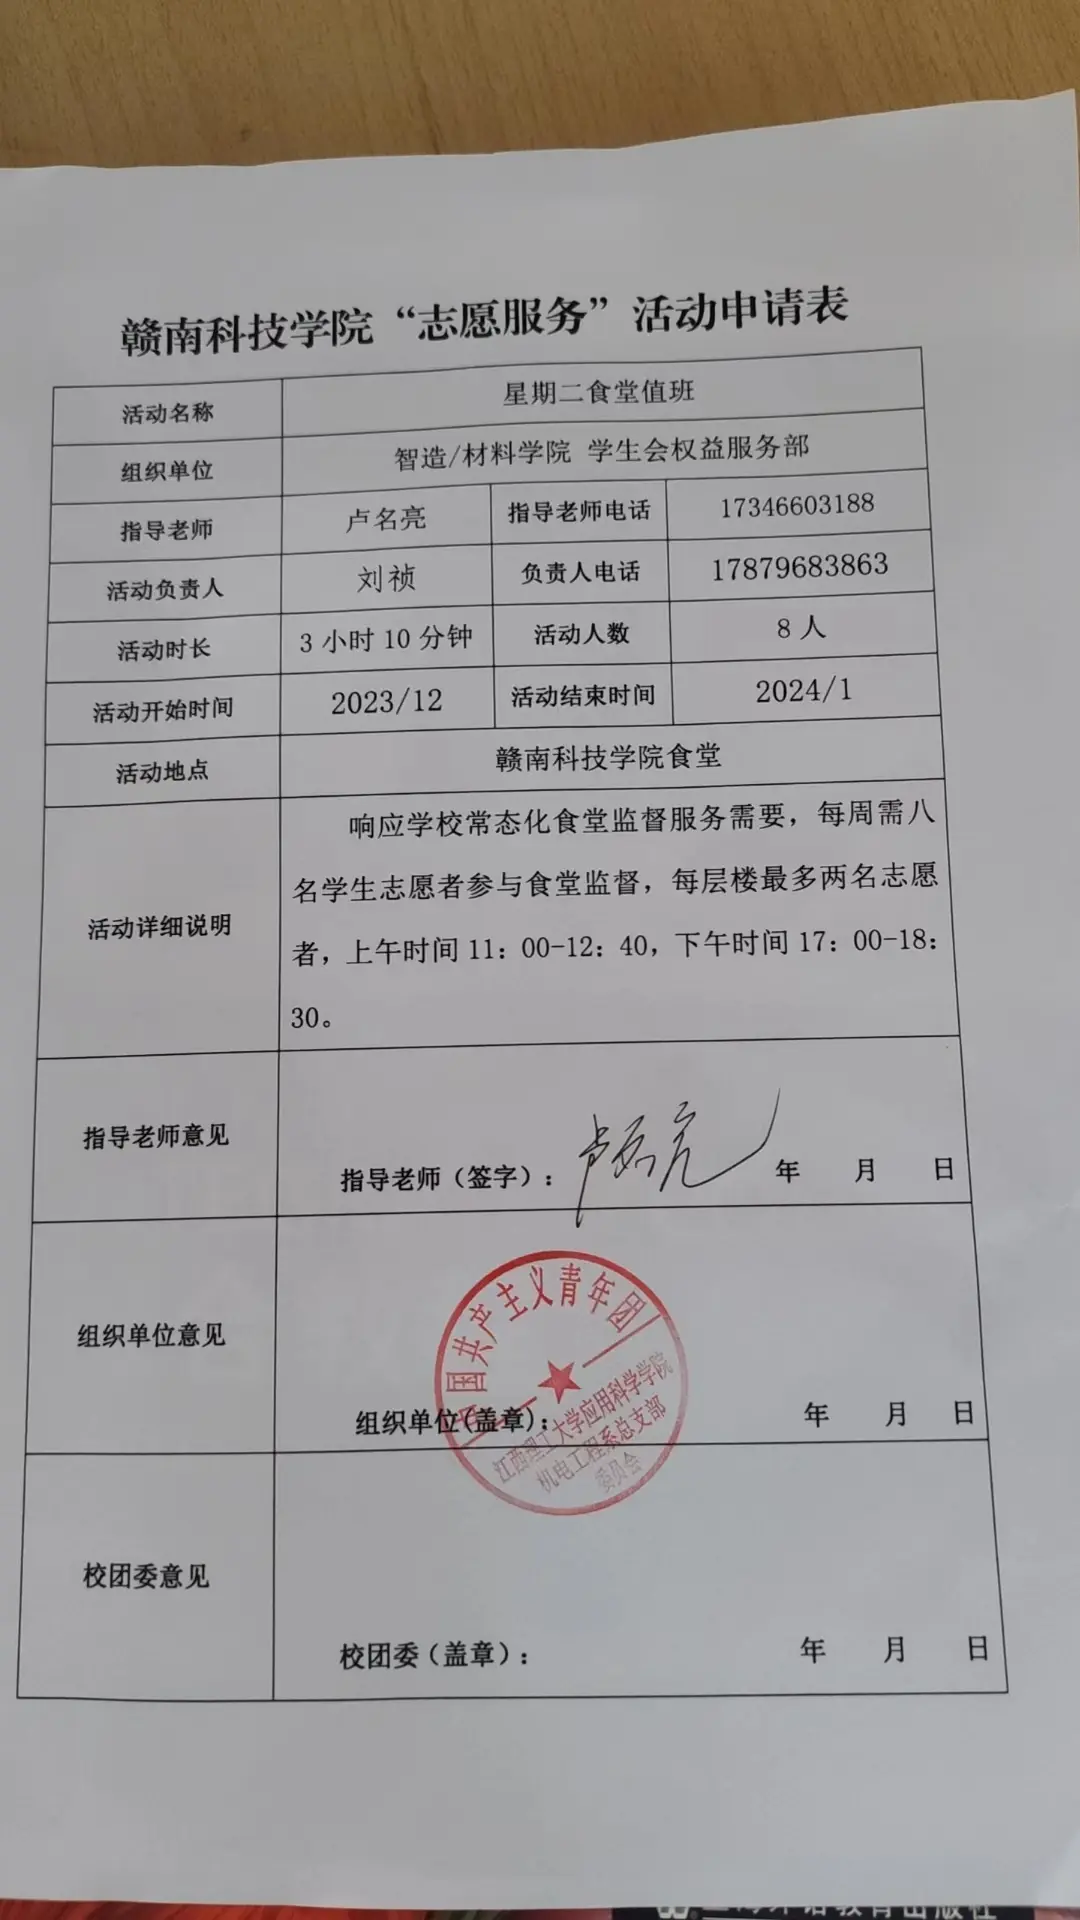 赣南科技学院“志愿服务”活动申请表
活动名称 星期二食堂值班
组织单位 智造/材料学院 学生会权益服务部
指导老师 卢名亮 指导老师电话 17346603188
活动负责人 刘祯 负责人电话 17879683863
活动时长 3 小时 10 分钟 活动人数 8 人
活动开始时间 2023/12 活动结束时间 2024/1
活动地点 赣南科技学院食堂
响应学校常态化食堂监督服务需要，每周需八
名学生志愿者参与食堂监督，每层楼最多两名志愿
活动详细说明
者，上午时间 11：00-12：40，下午时间 17：00-18：
30。
指导老师意见
指导老师（签字）： 卢名亮 年 月 日
中国共产主义青年团
组织单位意见
江西理工大学应用科学学院
机电工程系总支部
委员会
组织单位(盖章)： 年 月 日
校团委意见
校团委（盖章）： 年 月 日